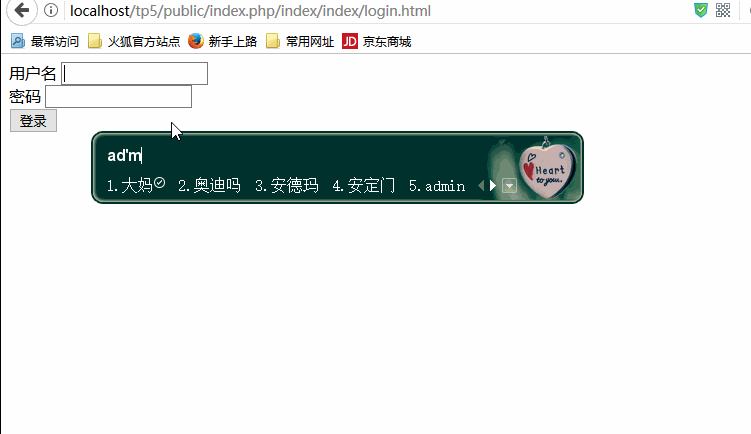 localhost/tp5/public/index.php/index/index/login.html
最常访问 火狐官方站点 新手上路 常用网址 JD 京东商城
用户名
密码
登录
ad'm
1.大妈 2.奥迪吗 3.安德玛 4.安定门 5.admin
Heart
to you.